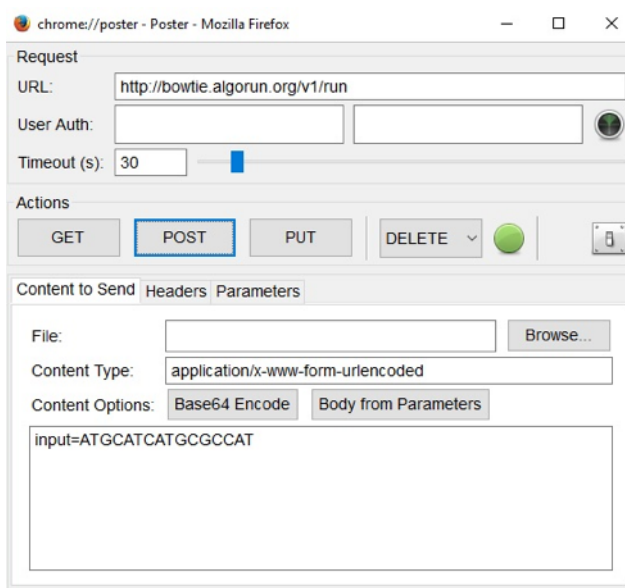 chrome://poster - Poster - Mozilla Firefox
Request
URL: http://bowtie.algorun.org/v1/run
User Auth:
Timeout (s): 30
Actions
GET POST PUT DELETE
Content to Send Headers Parameters
File: Browse...
Content Type: application/x-www-form-urlencoded
Content Options: Base64 Encode Body from Parameters
input=ATGCATCATGCGCCAT